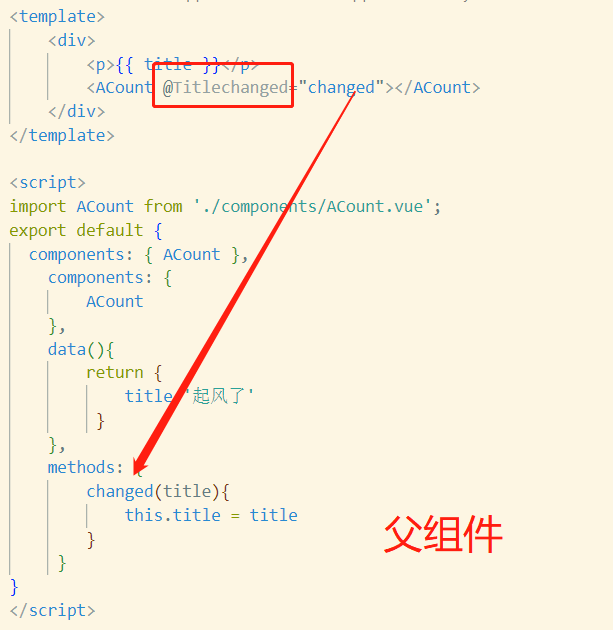 <template>
<div>
<p>{{ title }}</p>
<ACount @Titlechanged="changed"></ACount>
</div>
</template>
<script>
import ACount from './components/ACount.vue';
export default {
components: { ACount },
components: {
ACount
},
data(){
return {
title '起风了'
}
},
methods: {
changed(title){
this.title = title
}
}
}
</script>
父组件